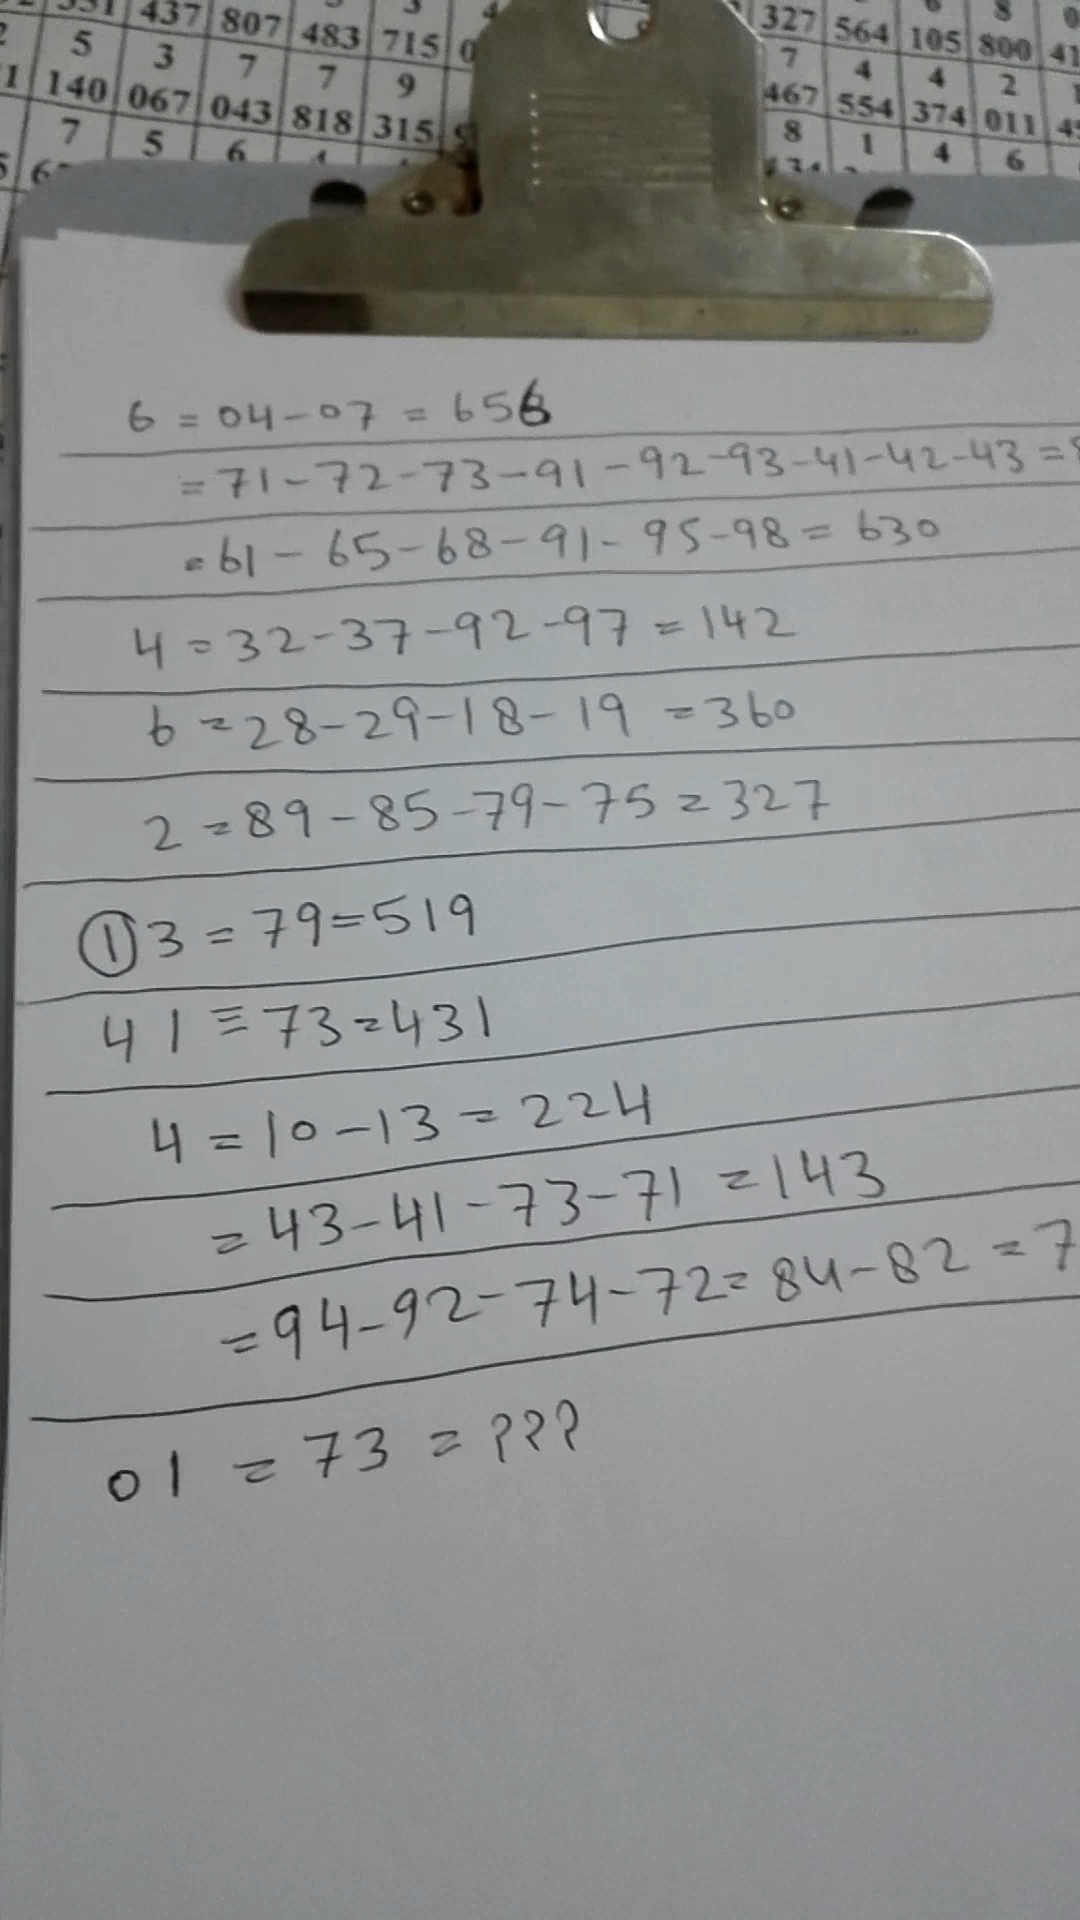 437 807 483 715
327 564 105 800 41
5 3 7 7 9
7 4 4 2
1 140 067 043 818 315
467 554 374 011
7 5 6
8 1 4 6
6 = 04-07 = 656
= 71-72-73-91-92-93-41-42-43 =
= 61-65-68-91-95-98 = 630
4 = 32-37-92-97 = 142
6 = 28-29-18-19 = 360
2 = 89-85-79-75 = 327
① 3 = 79 = 519
41 ≡ 73 = 431
4 = 10-13 = 224
= 43-41-73-71 = 143
= 94-92-74-72 = 84-82 = 7
01 = 73 = ???